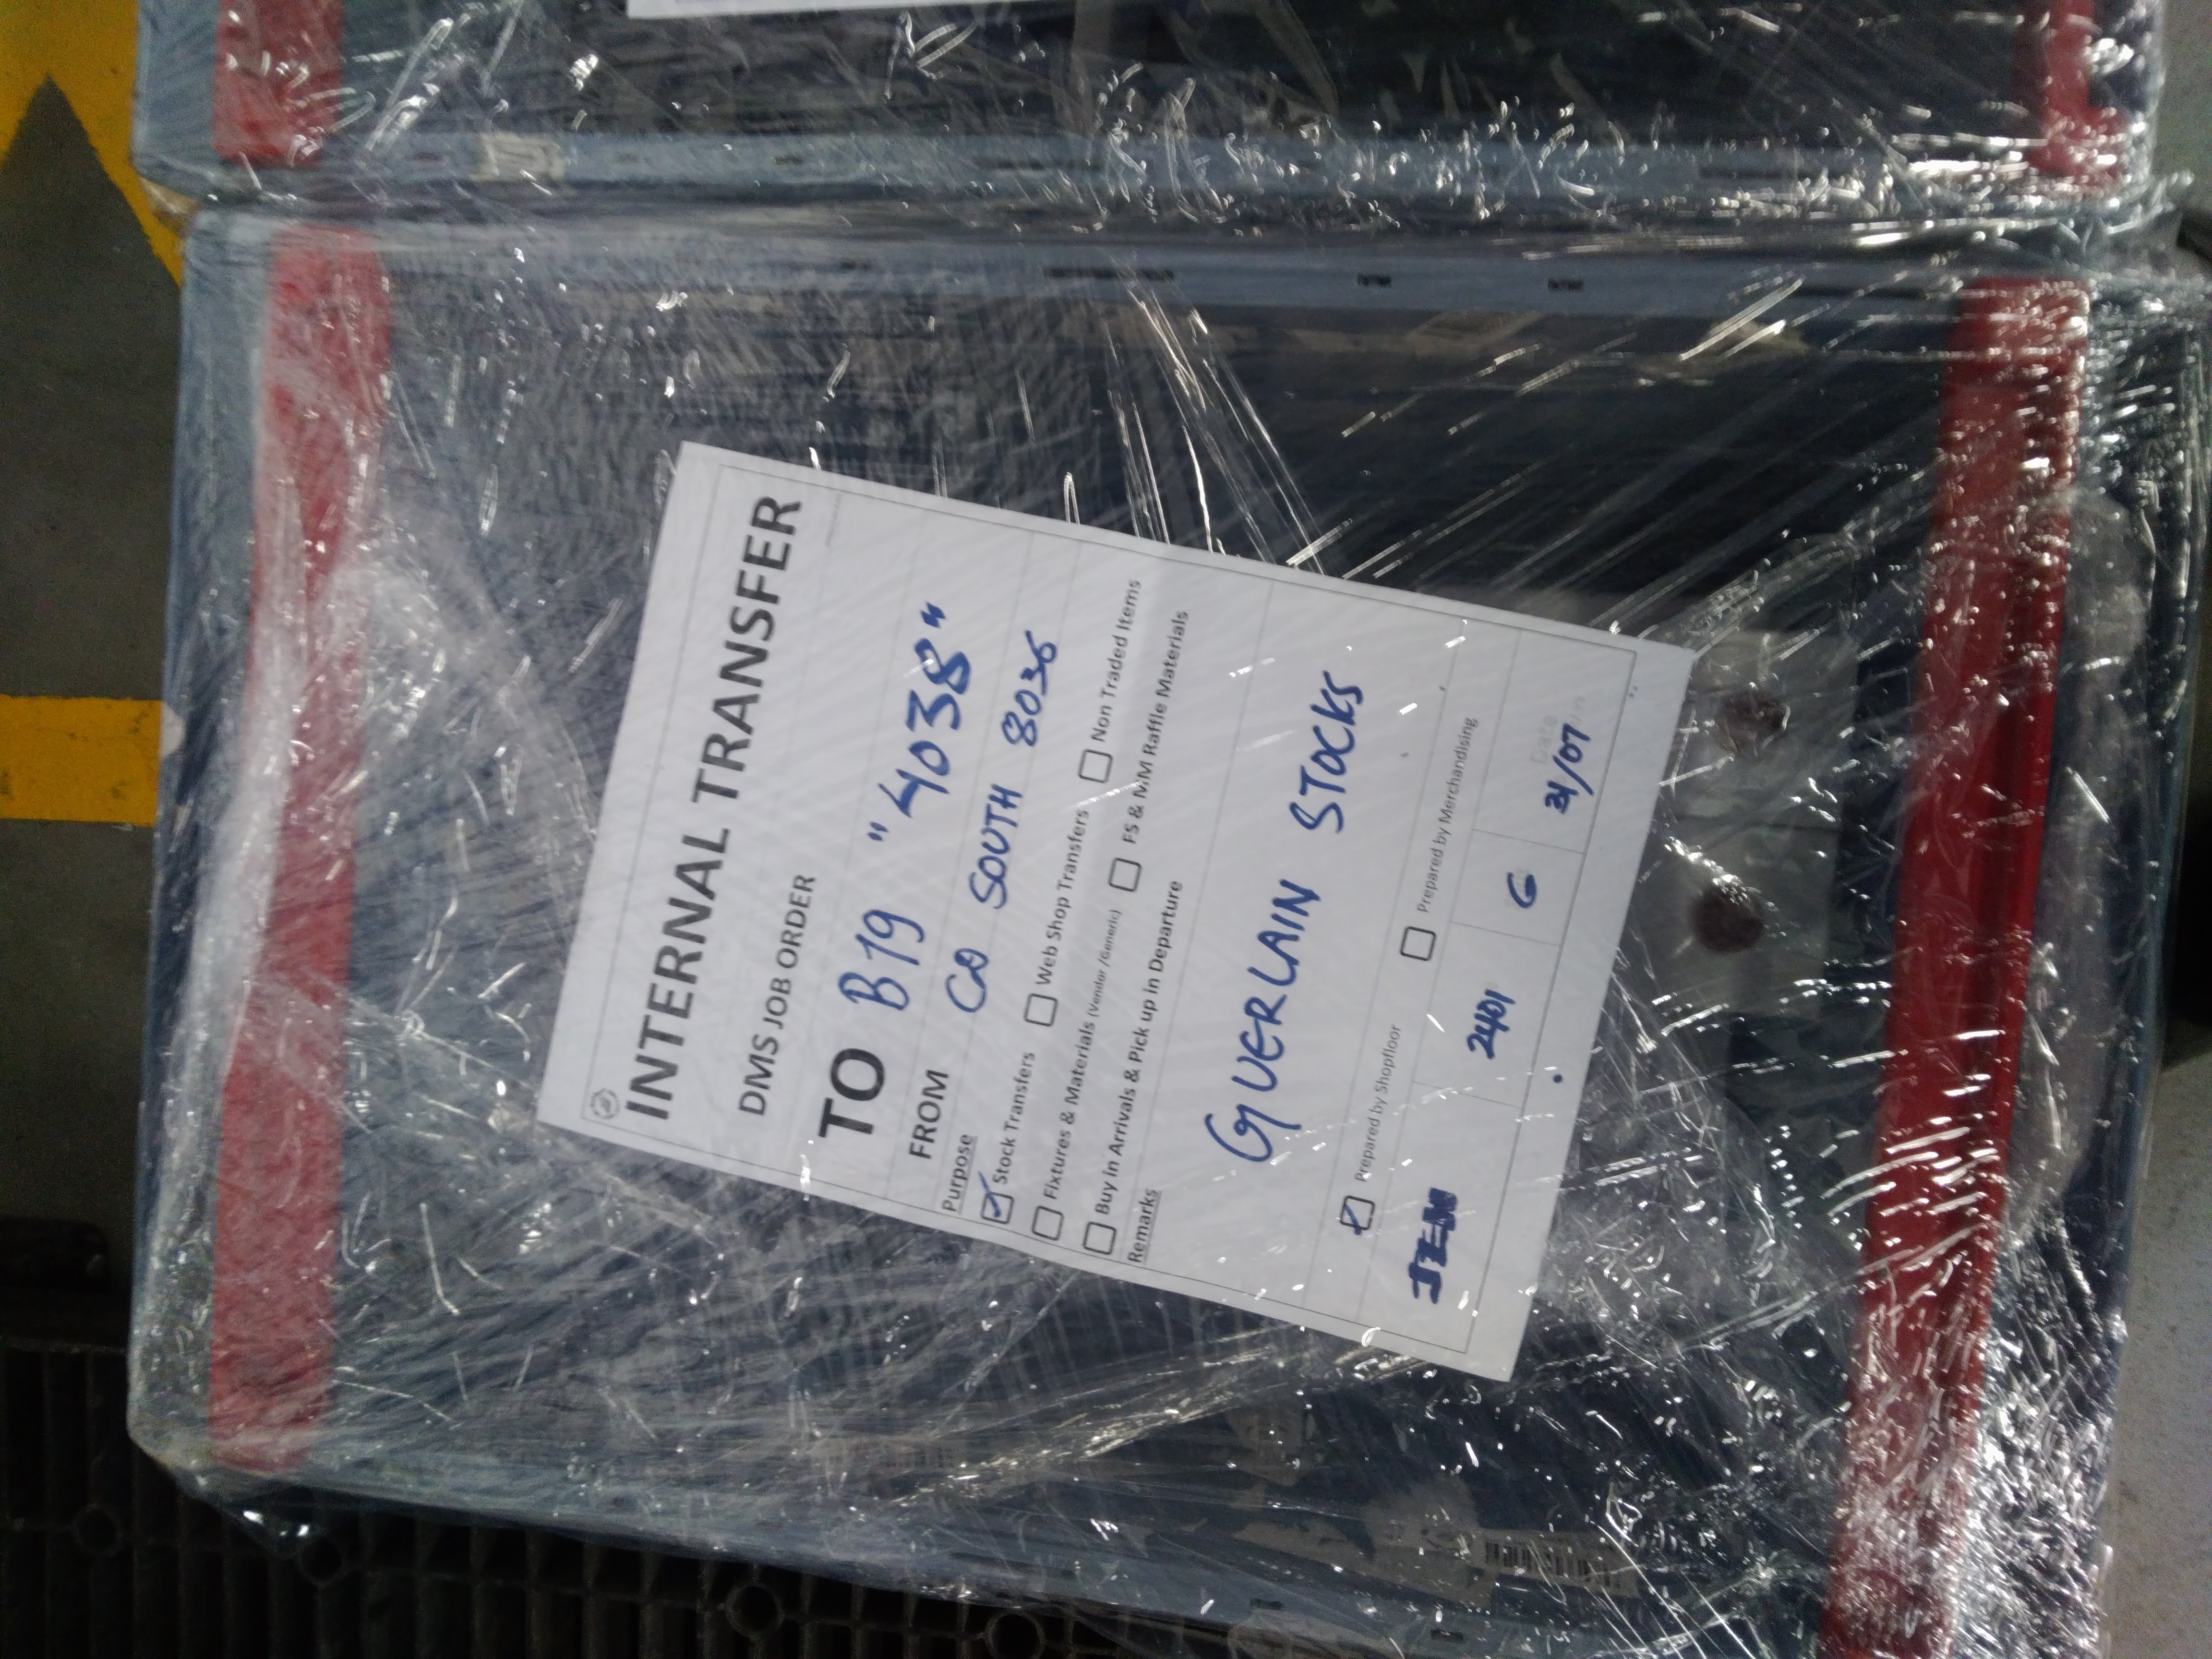 INTERNAL TRANSFER
DMS JOB ORDER
TO B19 "4038"
FROM CD SOUTH 8036
Purpose
Stock Transfers Web Shop Transfers Non Traded Items
Fixtures & Materials (Vendor /Generic) FS & MM Raffle Materials
Buy in Arrivals & Pick up in Departure
Remarks
GUERLAIN STOCKS
Prepared by Shopfloor Prepared by Merchandising
JEN 2401 G 31/07
Date